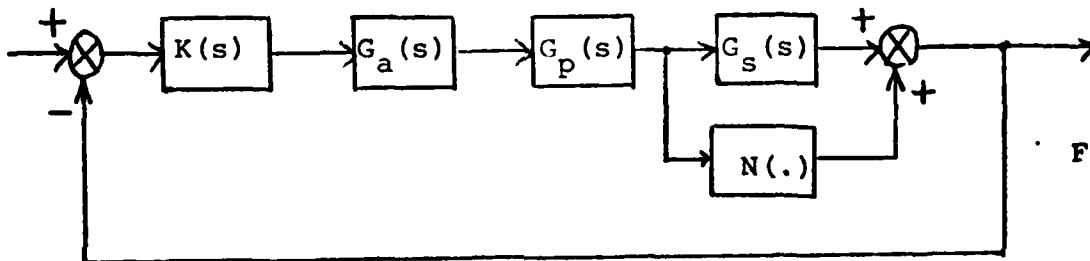 + K(s) G_a(s) G_p(s) G_s(s) +
− +
N(.) F